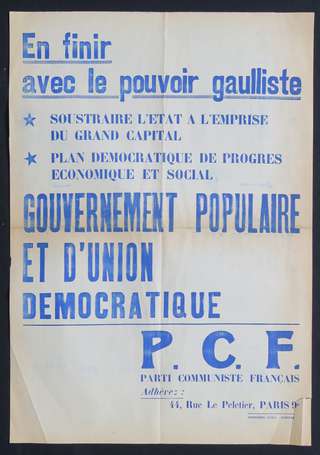 En finir
avec le pouvoir gaulliste
★ SOUSTRAIRE L'ETAT A L'EMPRISE
DU GRAND CAPITAL
★ PLAN DEMOCRATIQUE DE PROGRES
ECONOMIQUE ET SOCIAL
GOUVERNEMENT POPULAIRE
ET D'UNION
DEMOCRATIQUE
P. C. F.
PARTI COMMUNISTE FRANÇAIS
Adhérez :
44, Rue Le Peletier, PARIS 9